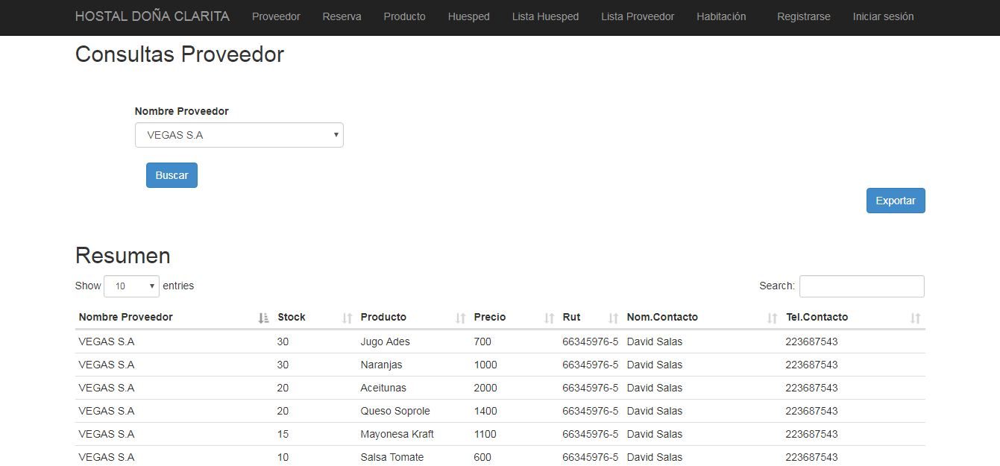 HOSTAL DOÑA CLARITA Proveedor Reserva Producto Huesped Lista Huesped Lista Proveedor Habitación Registrarse Iniciar sesión
Consultas Proveedor
Nombre Proveedor
VEGAS S.A
Buscar
Exportar
Resumen
Show 10 entries Search:
Nombre Proveedor Stock Producto Precio Rut Nom.Contacto Tel.Contacto
VEGAS S.A 30 Jugo Ades 700 66345976-5 David Salas 223687543
VEGAS S.A 30 Naranjas 1000 66345976-5 David Salas 223687543
VEGAS S.A 20 Aceitunas 2000 66345976-5 David Salas 223687543
VEGAS S.A 20 Queso Soprole 1400 66345976-5 David Salas 223687543
VEGAS S.A 15 Mayonesa Kraft 1100 66345976-5 David Salas 223687543
VEGAS S.A 10 Salsa Tomate 600 66345976-5 David Salas 223687543